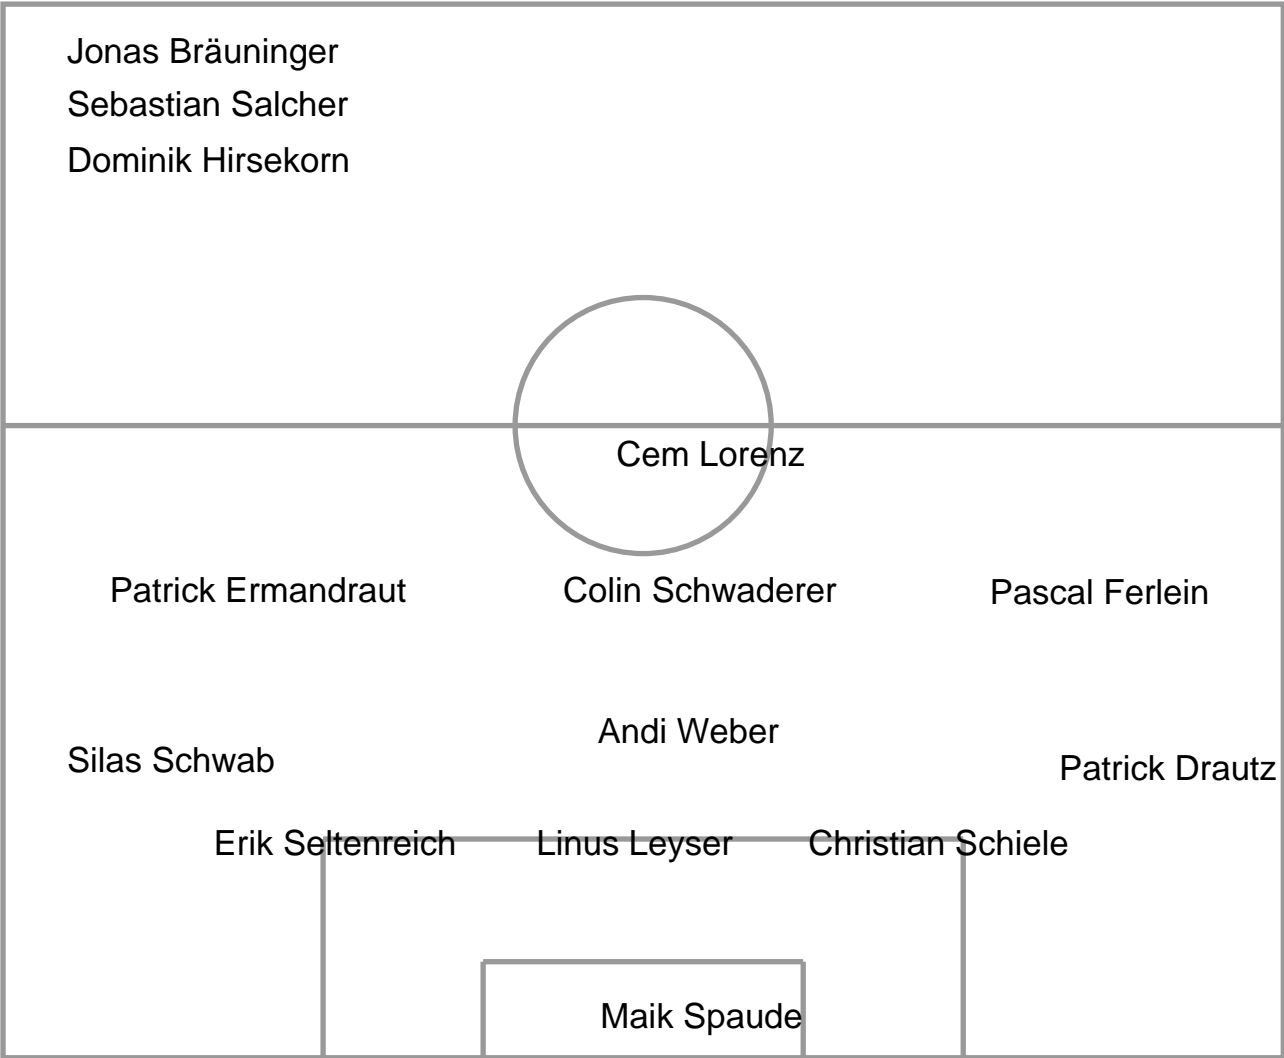 Jonas Bräuninger
Sebastian Salcher
Dominik Hirsekorn
Cem Lorenz
Patrick Ermandraut
Colin Schwaderer
Pascal Ferlein
Andi Weber
Silas Schwab
Patrick Drautz
Erik Seltenreich
Linus Leyser
Christian Schiele
Maik Spaude